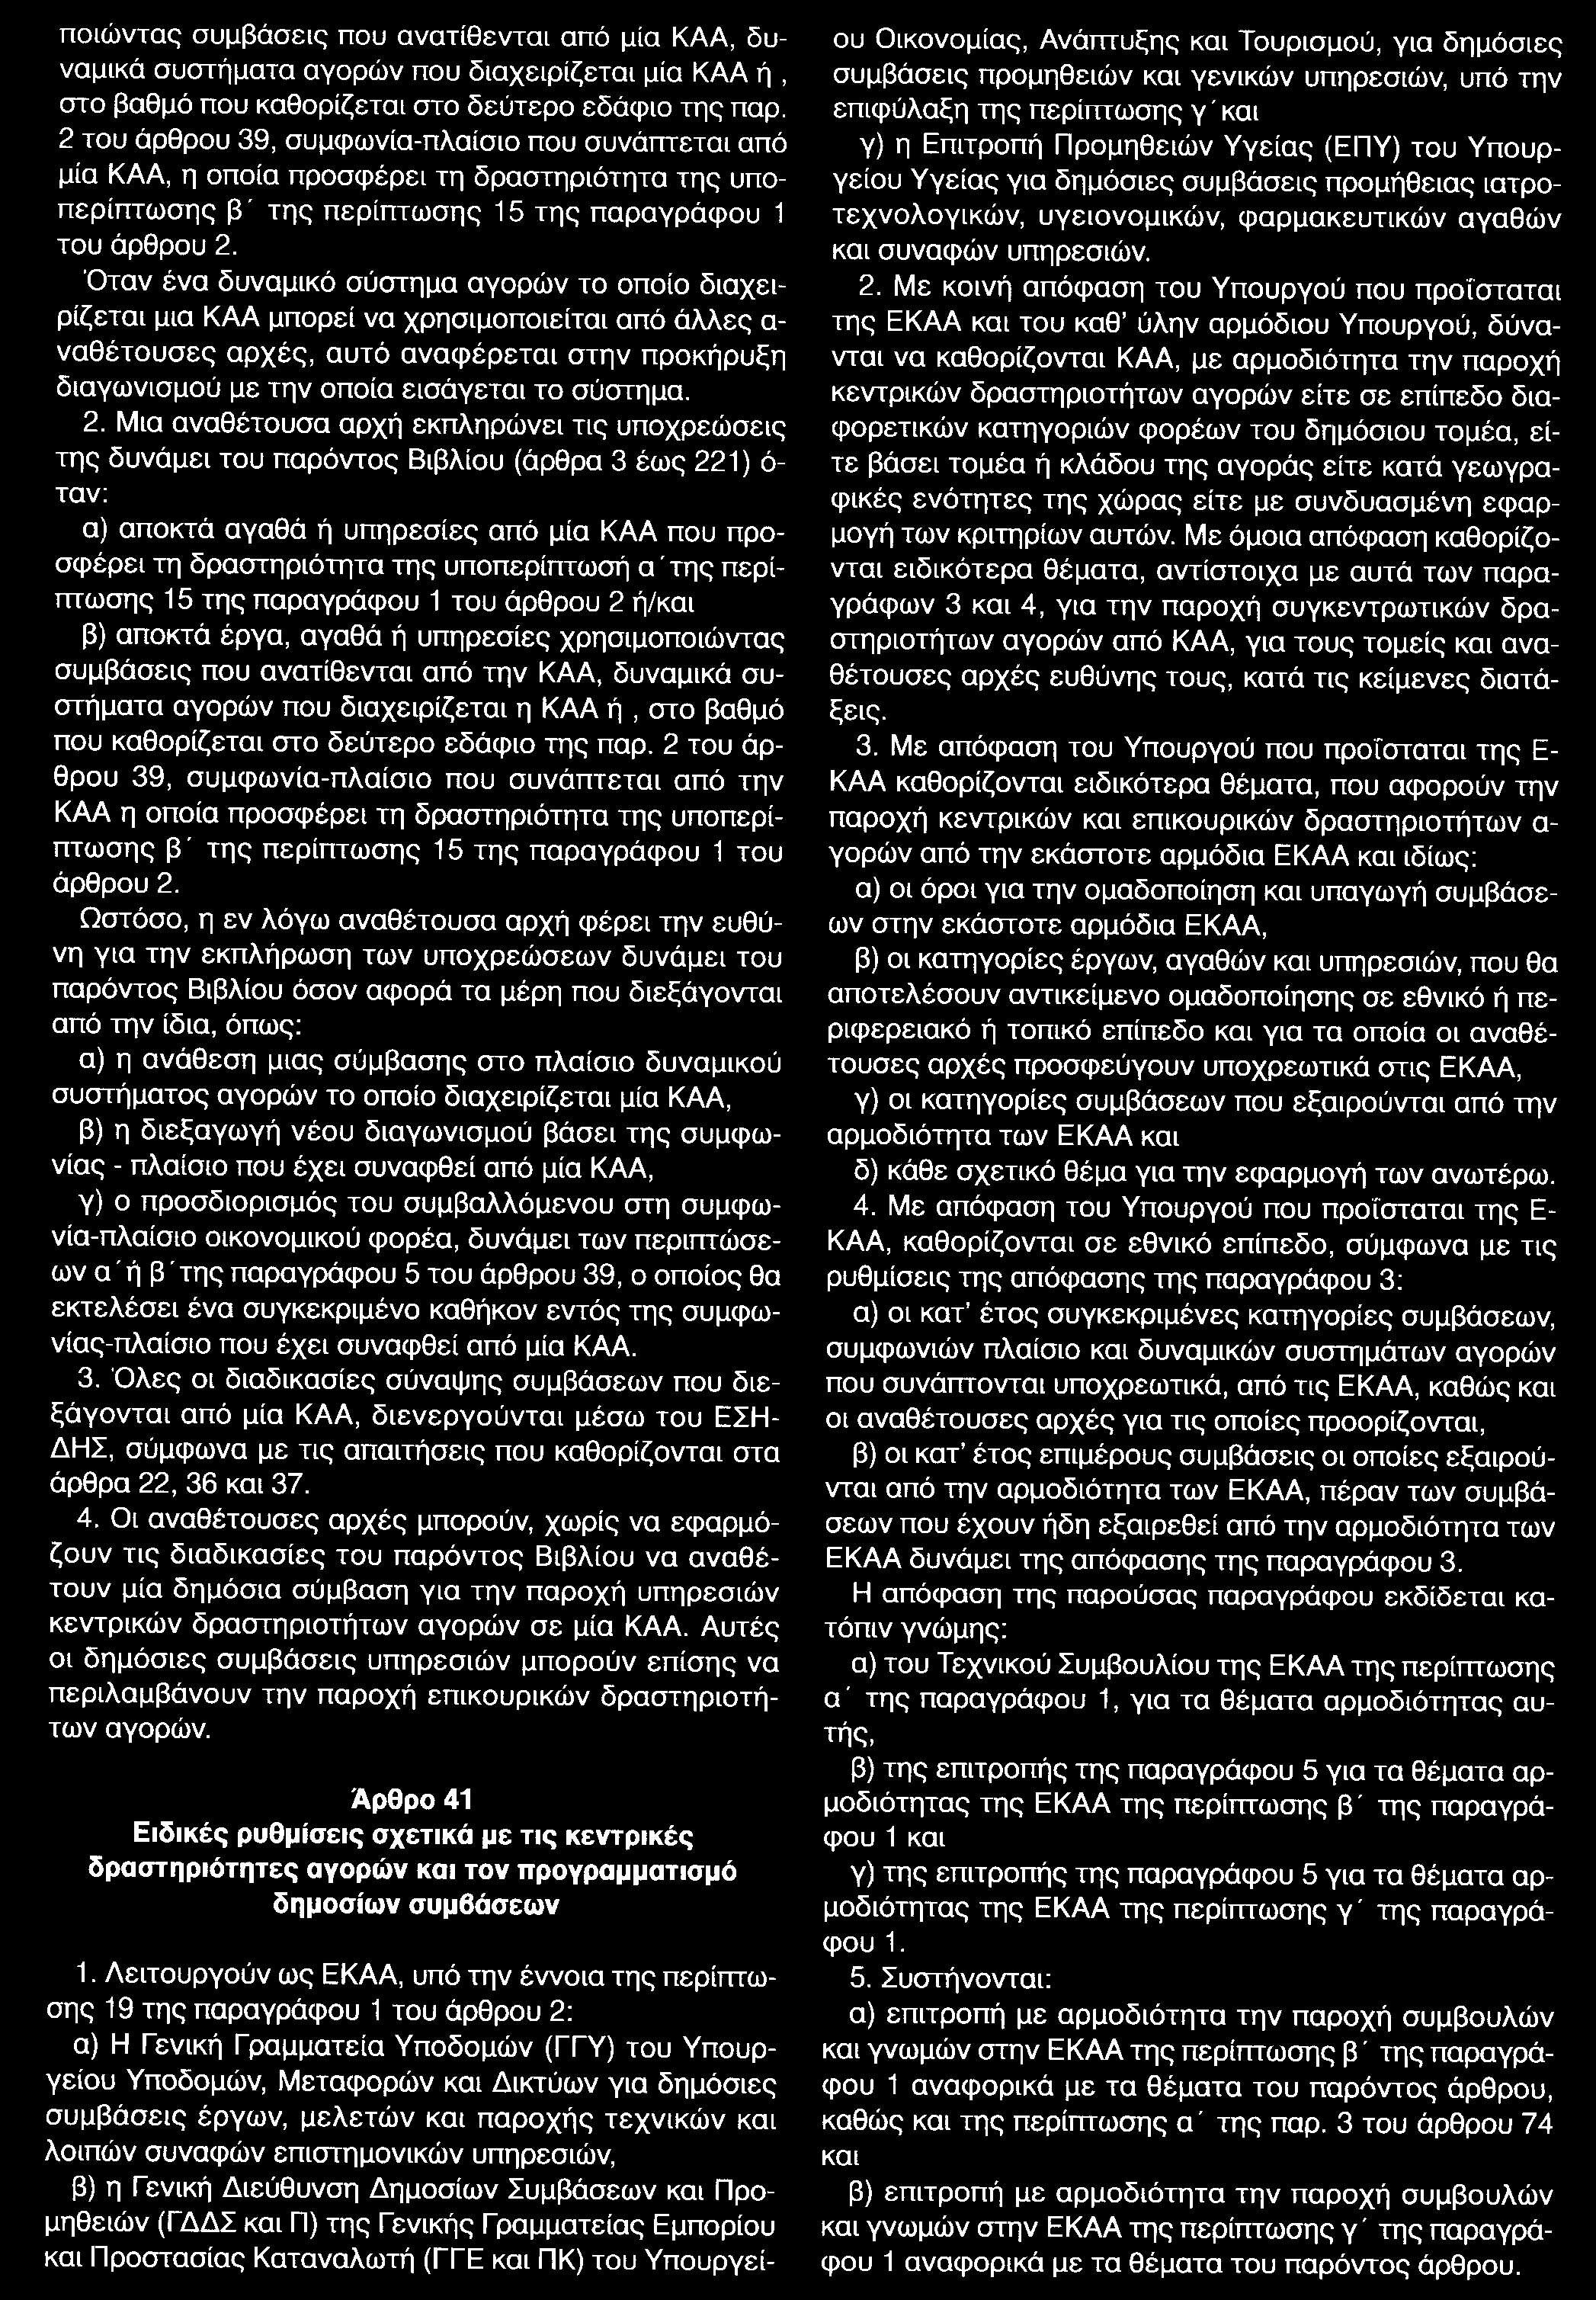 ποιώντας συμβάσεις που ανατίθενται από μία ΚΑΑ, δυ-
ναμικά συστήματα αγορών που διαχειρίζεται μία ΚΑΑ ή ,
στο βαθμό που καθορίζεται στο δεύτερο εδάφιο της παρ.
2 του άρθρου 39, συμφωνία-πλαίσιο που συνάπτεται από
μία ΚΑΑ, η οποία προσφέρει τη δραστηριότητα της υπο-
περίπτωσης β΄ της περίπτωσης 15 της παραγράφου 1
του άρθρου 2.
Όταν ένα δυναμικό σύστημα αγορών το οποίο διαχει-
ρίζεται μια ΚΑΑ μπορεί να χρησιμοποιείται από άλλες α-
ναθέτουσες αρχές, αυτό αναφέρεται στην προκήρυξη
διαγωνισμού με την οποία εισάγεται το σύστημα.
2. Μια αναθέτουσα αρχή εκπληρώνει τις υποχρεώσεις
της δυνάμει του παρόντος Βιβλίου (άρθρα 3 έως 221) ό-
ταν:
α) αποκτά αγαθά ή υπηρεσίες από μία ΚΑΑ που προ-
σφέρει τη δραστηριότητα της υποπερίπτωσή α΄της περί-
πτωσης 15 της παραγράφου 1 του άρθρου 2 ή/και
β) αποκτά έργα, αγαθά ή υπηρεσίες χρησιμοποιώντας
συμβάσεις που ανατίθενται από την ΚΑΑ, δυναμικά συ-
στήματα αγορών που διαχειρίζεται η ΚΑΑ ή , στο βαθμό
που καθορίζεται στο δεύτερο εδάφιο της παρ. 2 του άρ-
θρου 39, συμφωνία-πλαίσιο που συνάπτεται από την
ΚΑΑ η οποία προσφέρει τη δραστηριότητα της υποπερί-
πτωσης β΄ της περίπτωσης 15 της παραγράφου 1 του
άρθρου 2.
Ωστόσο, η εν λόγω αναθέτουσα αρχή φέρει την ευθύ-
νη για την εκπλήρωση των υποχρεώσεων δυνάμει του
παρόντος Βιβλίου όσον αφορά τα μέρη που διεξάγονται
από την ίδια, όπως:
α) η ανάθεση μιας σύμβασης στο πλαίσιο δυναμικού
συστήματος αγορών το οποίο διαχειρίζεται μία ΚΑΑ,
β) η διεξαγωγή νέου διαγωνισμού βάσει της συμφω-
νίας - πλαίσιο που έχει συναφθεί από μία ΚΑΑ,
γ) ο προσδιορισμός του συμβαλλόμενου στη συμφω-
νία-πλαίσιο οικονομικού φορέα, δυνάμει των περιπτώσε-
ων α΄ή β΄της παραγράφου 5 του άρθρου 39, ο οποίος θα
εκτελέσει ένα συγκεκριμένο καθήκον εντός της συμφω-
νίας-πλαίσιο που έχει συναφθεί από μία ΚΑΑ.
3. Όλες οι διαδικασίες σύναψης συμβάσεων που διε-
ξάγονται από μία ΚΑΑ, διενεργούνται μέσω του ΕΣΗ-
ΔΗΣ, σύμφωνα με τις απαιτήσεις που καθορίζονται στα
άρθρα 22, 36 και 37.
4. Οι αναθέτουσες αρχές μπορούν, χωρίς να εφαρμό-
ζουν τις διαδικασίες του παρόντος Βιβλίου να αναθέ-
τουν μία δημόσια σύμβαση για την παροχή υπηρεσιών
κεντρικών δραστηριοτήτων αγορών σε μία ΚΑΑ. Αυτές
οι δημόσιες συμβάσεις υπηρεσιών μπορούν επίσης να
περιλαμβάνουν την παροχή επικουρικών δραστηριοτή-
των αγορών.
Άρθρο 41
Ειδικές ρυθμίσεις σχετικά με τις κεντρικές
δραστηριότητες αγορών και τον προγραμματισμό
δημοσίων συμβάσεων
1. Λειτουργούν ως ΕΚΑΑ, υπό την έννοια της περίπτω-
σης 19 της παραγράφου 1 του άρθρου 2:
α) Η Γενική Γραμματεία Υποδομών (ΓΓΥ) του Υπουρ-
γείου Υποδομών, Μεταφορών και Δικτύων για δημόσιες
συμβάσεις έργων, μελετών και παροχής τεχνικών και
λοιπών συναφών επιστημονικών υπηρεσιών,
β) η Γενική Διεύθυνση Δημοσίων Συμβάσεων και Προ-
μηθειών (ΓΔΔΣ και Π) της Γενικής Γραμματείας Εμπορίου
και Προστασίας Καταναλωτή (ΓΓΕ και ΠΚ) του Υπουργεί-
ου Οικονομίας, Ανάπτυξης και Τουρισμού, για δημόσιες
συμβάσεις προμηθειών και γενικών υπηρεσιών, υπό την
επιφύλαξη της περίπτωσης γ΄και
γ) η Επιτροπή Προμηθειών Υγείας (ΕΠΥ) του Υπουρ-
γείου Υγείας για δημόσιες συμβάσεις προμήθειας ιατρο-
τεχνολογικών, υγειονομικών, φαρμακευτικών αγαθών
και συναφών υπηρεσιών.
2. Με κοινή απόφαση του Υπουργού που προΐσταται
της ΕΚΑΑ και του καθ’ ύλην αρμόδιου Υπουργού, δύνα-
νται να καθορίζονται ΚΑΑ, με αρμοδιότητα την παροχή
κεντρικών δραστηριοτήτων αγορών είτε σε επίπεδο δια-
φορετικών κατηγοριών φορέων του δημόσιου τομέα, εί-
τε βάσει τομέα ή κλάδου της αγοράς είτε κατά γεωγρα-
φικές ενότητες της χώρας είτε με συνδυασμένη εφαρ-
μογή των κριτηρίων αυτών. Με όμοια απόφαση καθορίζο-
νται ειδικότερα θέματα, αντίστοιχα με αυτά των παρα-
γράφων 3 και 4, για την παροχή συγκεντρωτικών δρα-
στηριοτήτων αγορών από ΚΑΑ, για τους τομείς και ανα-
θέτουσες αρχές ευθύνης τους, κατά τις κείμενες διατά-
ξεις.
3. Με απόφαση του Υπουργού που προΐσταται της Ε-
ΚΑΑ καθορίζονται ειδικότερα θέματα, που αφορούν την
παροχή κεντρικών και επικουρικών δραστηριοτήτων α-
γορών από την εκάστοτε αρμόδια ΕΚΑΑ και ιδίως:
α) οι όροι για την ομαδοποίηση και υπαγωγή συμβάσε-
ων στην εκάστοτε αρμόδια ΕΚΑΑ,
β) οι κατηγορίες έργων, αγαθών και υπηρεσιών, που θα
αποτελέσουν αντικείμενο ομαδοποίησης σε εθνικό ή πε-
ριφερειακό ή τοπικό επίπεδο και για τα οποία οι αναθέ-
τουσες αρχές προσφεύγουν υποχρεωτικά στις ΕΚΑΑ,
γ) οι κατηγορίες συμβάσεων που εξαιρούνται από την
αρμοδιότητα των ΕΚΑΑ και
δ) κάθε σχετικό θέμα για την εφαρμογή των ανωτέρω.
4. Με απόφαση του Υπουργού που προΐσταται της Ε-
ΚΑΑ, καθορίζονται σε εθνικό επίπεδο, σύμφωνα με τις
ρυθμίσεις της απόφασης της παραγράφου 3:
α) οι κατ’ έτος συγκεκριμένες κατηγορίες συμβάσεων,
συμφωνιών πλαίσιο και δυναμικών συστημάτων αγορών
που συνάπτονται υποχρεωτικά, από τις ΕΚΑΑ, καθώς και
οι αναθέτουσες αρχές για τις οποίες προορίζονται,
β) οι κατ’ έτος επιμέρους συμβάσεις οι οποίες εξαιρού-
νται από την αρμοδιότητα των ΕΚΑΑ, πέραν των συμβά-
σεων που έχουν ήδη εξαιρεθεί από την αρμοδιότητα των
ΕΚΑΑ δυνάμει της απόφασης της παραγράφου 3.
Η απόφαση της παρούσας παραγράφου εκδίδεται κα-
τόπιν γνώμης:
α) του Τεχνικού Συμβουλίου της ΕΚΑΑ της περίπτωσης
α΄ της παραγράφου 1, για τα θέματα αρμοδιότητας αυ-
τής,
β) της επιτροπής της παραγράφου 5 για τα θέματα αρ-
μοδιότητας της ΕΚΑΑ της περίπτωσης β΄ της παραγρά-
φου 1 και
γ) της επιτροπής της παραγράφου 5 για τα θέματα αρ-
μοδιότητας της ΕΚΑΑ της περίπτωσης γ΄ της παραγρά-
φου 1.
5. Συστήνονται:
α) επιτροπή με αρμοδιότητα την παροχή συμβουλών
και γνωμών στην ΕΚΑΑ της περίπτωσης β΄ της παραγρά-
φου 1 αναφορικά με τα θέματα του παρόντος άρθρου,
καθώς και της περίπτωσης α΄ της παρ. 3 του άρθρου 74
και
β) επιτροπή με αρμοδιότητα την παροχή συμβουλών
και γνωμών στην ΕΚΑΑ της περίπτωσης γ΄ της παραγρά-
φου 1 αναφορικά με τα θέματα του παρόντος άρθρου.